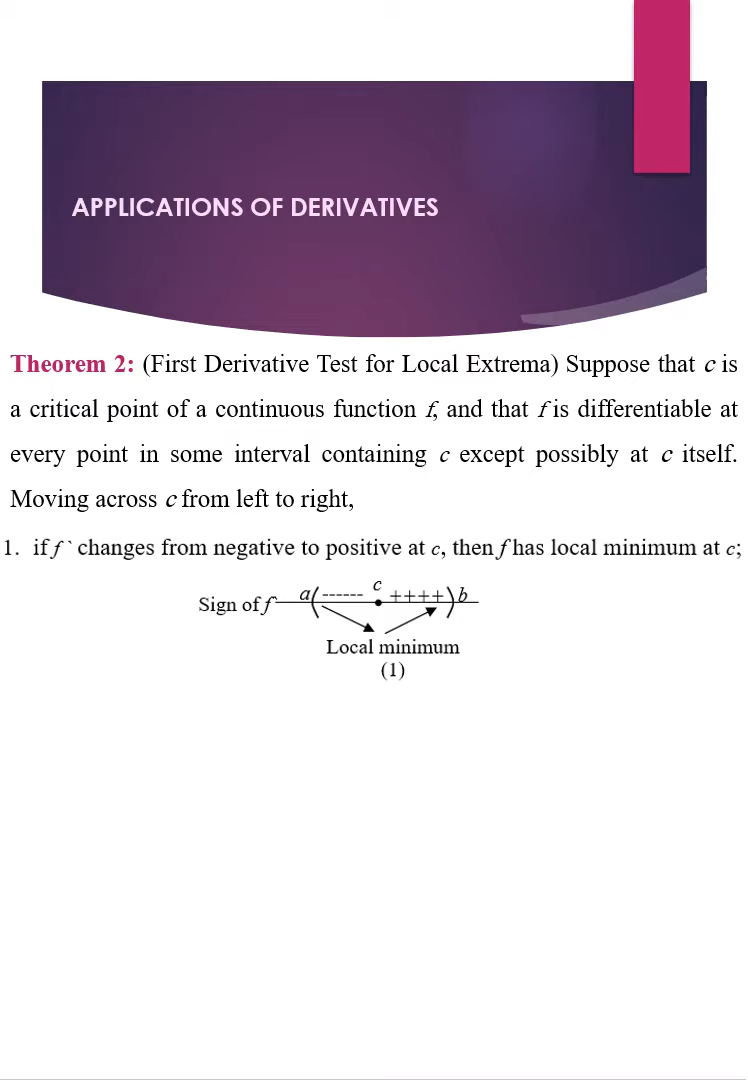 APPLICATIONS OF DERIVATIVES
Theorem 2: (First Derivative Test for Local Extrema) Suppose that c is
a critical point of a continuous function f, and that f is differentiable at
every point in some interval containing c except possibly at c itself.
Moving across c from left to right,
1. if f ` changes from negative to positive at c, then f has local minimum at c;
Sign of f a( ------ c ++++ ) b
Local minimum
(1)